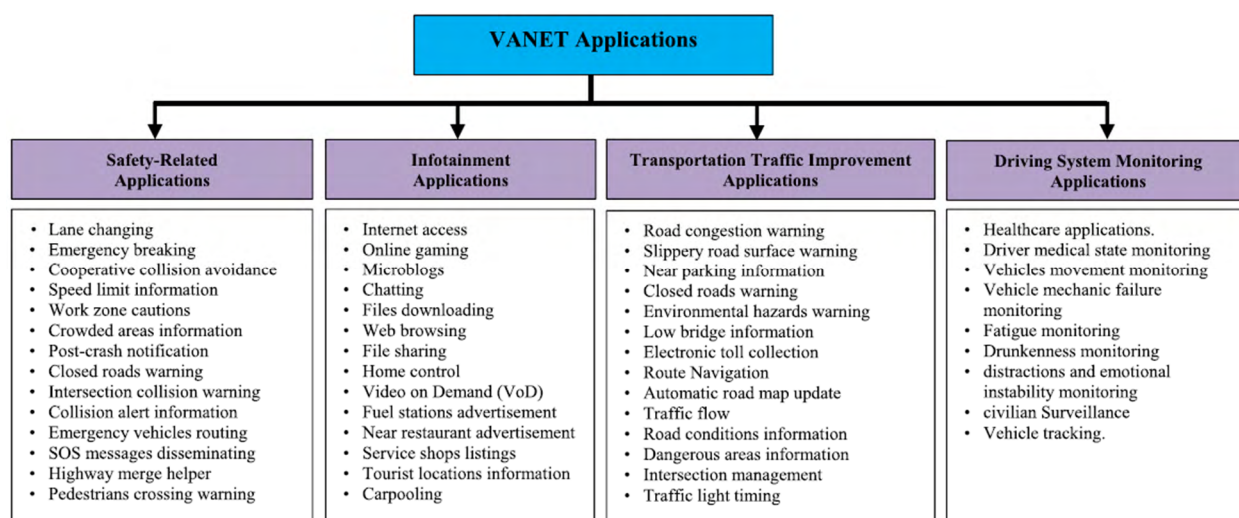 VANET Applications
Safety-Related
Applications
• Lane changing
• Emergency breaking
• Cooperative collision avoidance
• Speed limit information
• Work zone cautions
• Crowded areas information
• Post-crash notification
• Closed roads warning
• Intersection collision warning
• Collision alert information
• Emergency vehicles routing
• SOS messages disseminating
• Highway merge helper
• Pedestrians crossing warning
Infotainment
Applications
• Internet access
• Online gaming
• Microblogs
• Chatting
• Files downloading
• Web browsing
• File sharing
• Home control
• Video on Demand (VoD)
• Fuel stations advertisement
• Near restaurant advertisement
• Service shops listings
• Tourist locations information
• Carpooling
Transportation Traffic Improvement
Applications
• Road congestion warning
• Slippery road surface warning
• Near parking information
• Closed roads warning
• Environmental hazards warning
• Low bridge information
• Electronic toll collection
• Route Navigation
• Automatic road map update
• Traffic flow
• Road conditions information
• Dangerous areas information
• Intersection management
• Traffic light timing
Driving System Monitoring
Applications
• Healthcare applications.
• Driver medical state monitoring
• Vehicles movement monitoring
• Vehicle mechanic failure
monitoring
• Fatigue monitoring
• Drunkenness monitoring
• distractions and emotional
instability monitoring
• civilian Surveillance
• Vehicle tracking.